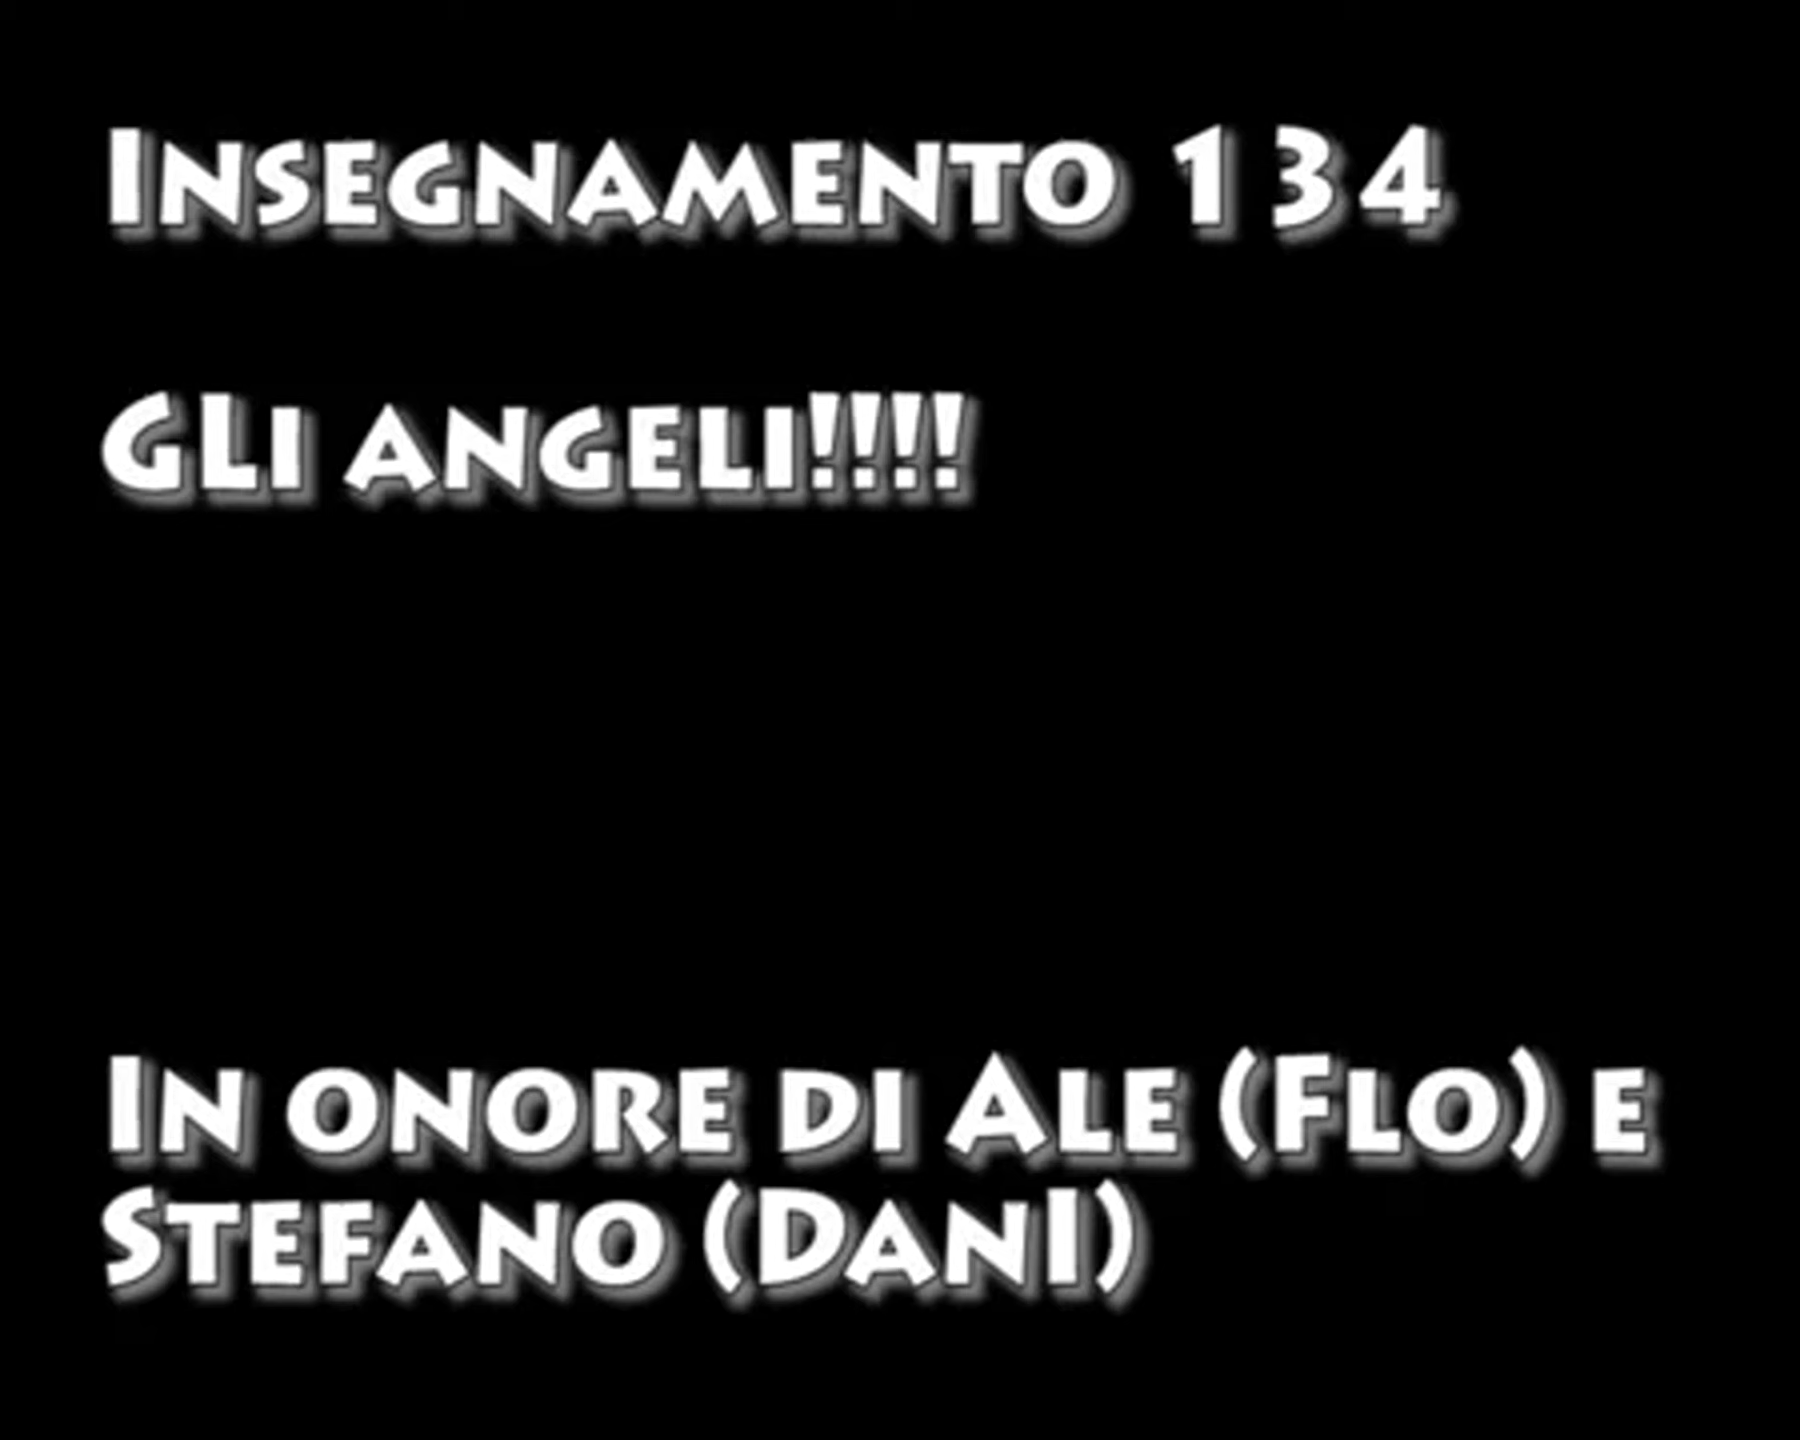 Insegnamento 134
GLi angeli!!!!
In onore di Ale (Flo) e
Stefano (DanI)